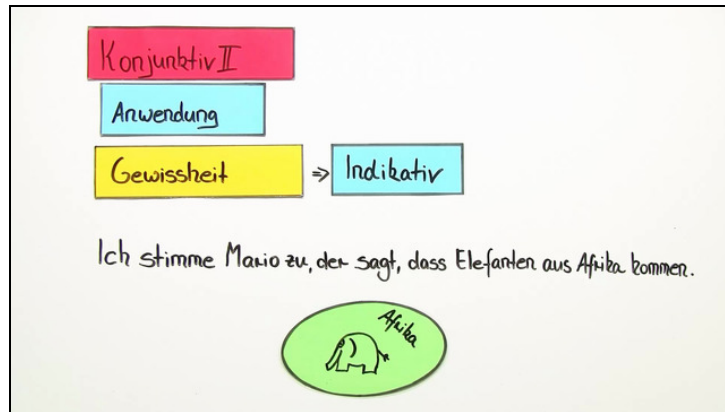 Konjunktiv II
Anwendung
Gewissheit ⇒ Indikativ
Ich stimme Mario zu, der sagt, dass Elefanten aus Afrika kommen.
Afrika